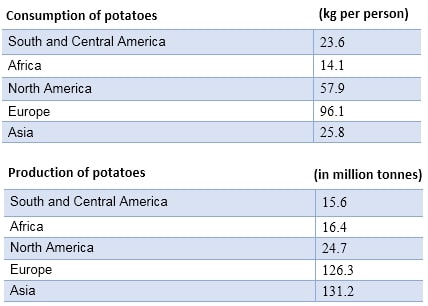 Consumption of potatoes (kg per person)
South and Central America 23.6
Africa 14.1
North America 57.9
Europe 96.1
Asia 25.8
Production of potatoes (in million tonnes)
South and Central America 15.6
Africa 16.4
North America 24.7
Europe 126.3
Asia 131.2